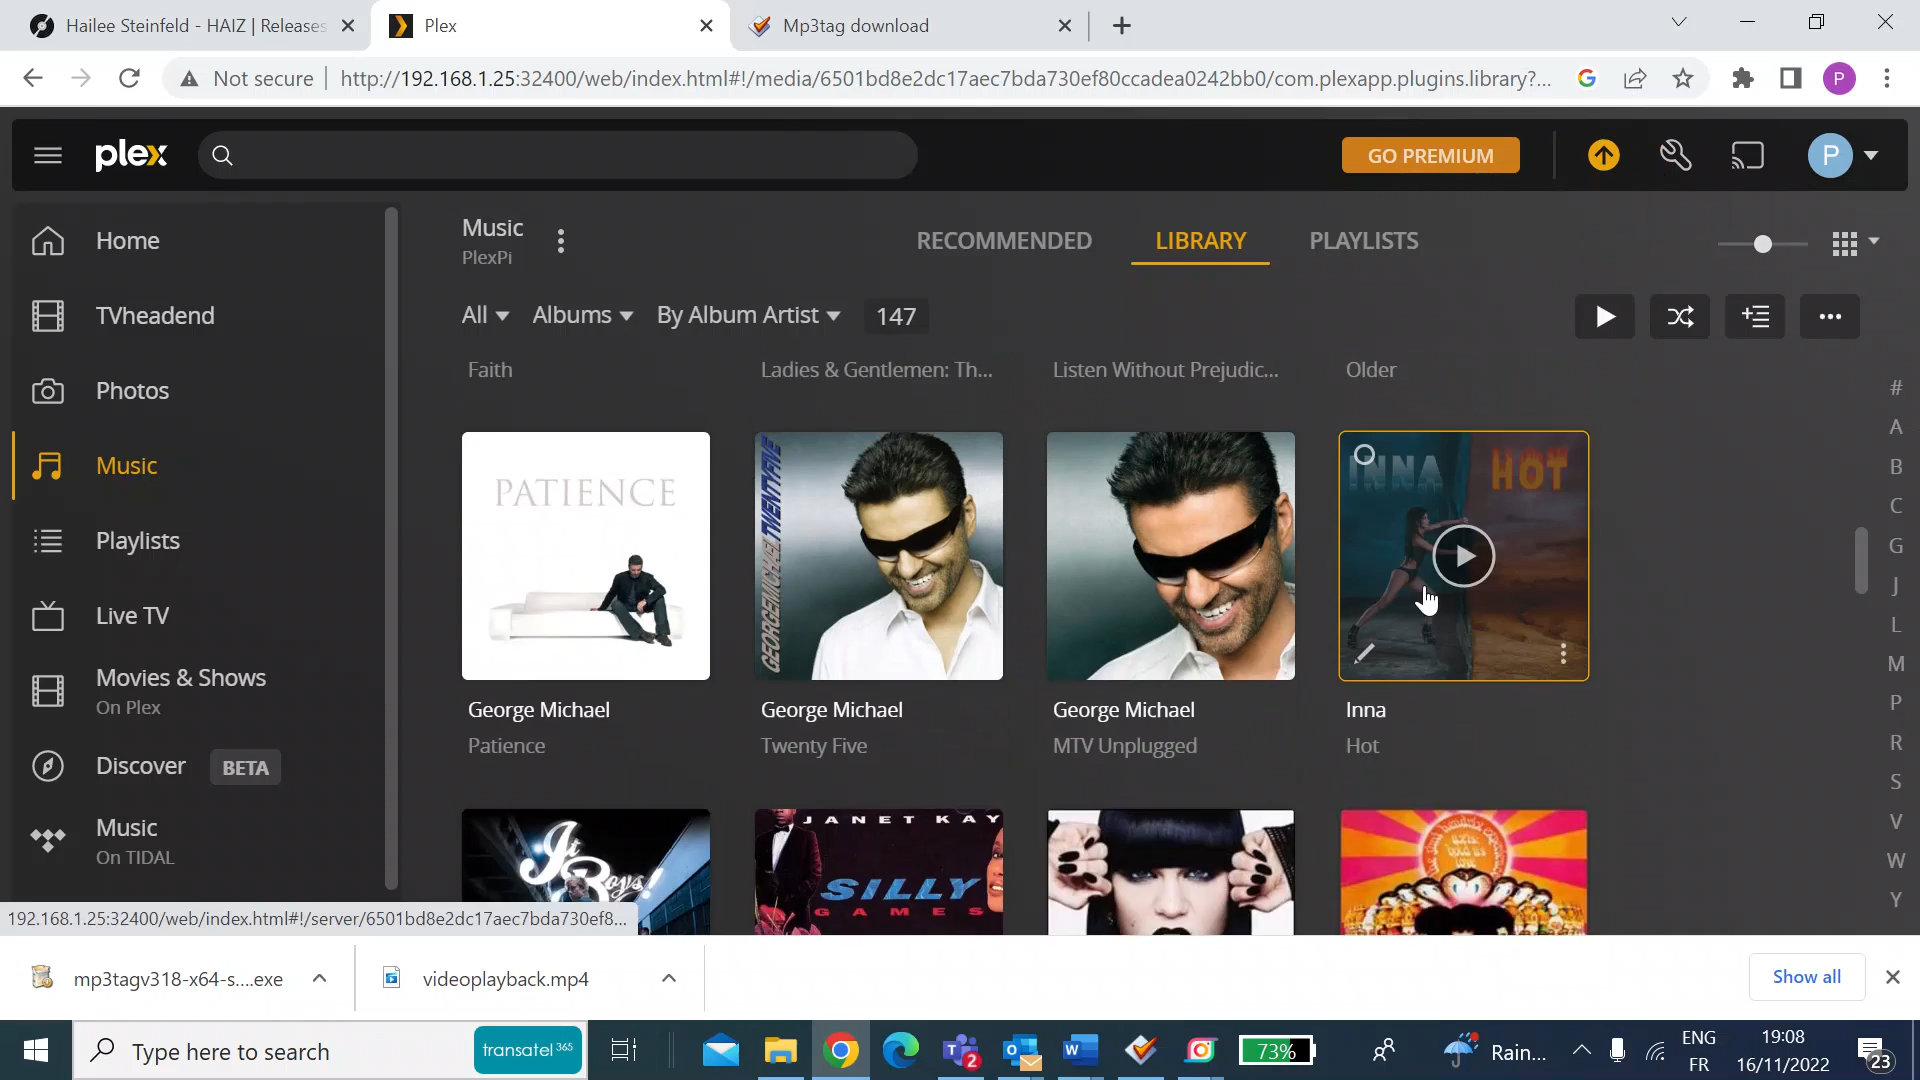 Hailee Steinfeld - HAIZ | Releases
Plex
Mp3tag download
Not secure
http://192.168.1.25:32400/web/index.html#!/media/6501bd8e2dc17aec7bda730ef80ccadea0242bb0/com.plexapp.plugins.library?...
P
plex
GO PREMIUM
P
Home
TVheadend
Photos
Music
Playlists
Live TV
Movies & Shows
On Plex
Discover BETA
Music
On TIDAL
Music
PlexPi
RECOMMENDED
LIBRARY
PLAYLISTS
All
Albums
By Album Artist
147
Faith
Ladies & Gentlemen: Th...
Listen Without Prejudic...
Older
PATIENCE
GEORGEMICHAEL.TWENTYFIVE
INNA HOT
George Michael
Patience
George Michael
Twenty Five
George Michael
MTV Unplugged
Inna
Hot
Jt Boys!
JANET KAY
SILLY
GAMES
#
A
B
C
G
J
L
M
P
R
S
V
W
Y
192.168.1.25:32400/web/index.html#!/server/6501bd8e2dc17aec7bda730ef8...
mp3tagv318-x64-s....exe
videoplayback.mp4
Show all
Type here to search
transatel 365
2
73%
Rain...
ENG
FR
19:08
16/11/2022
23